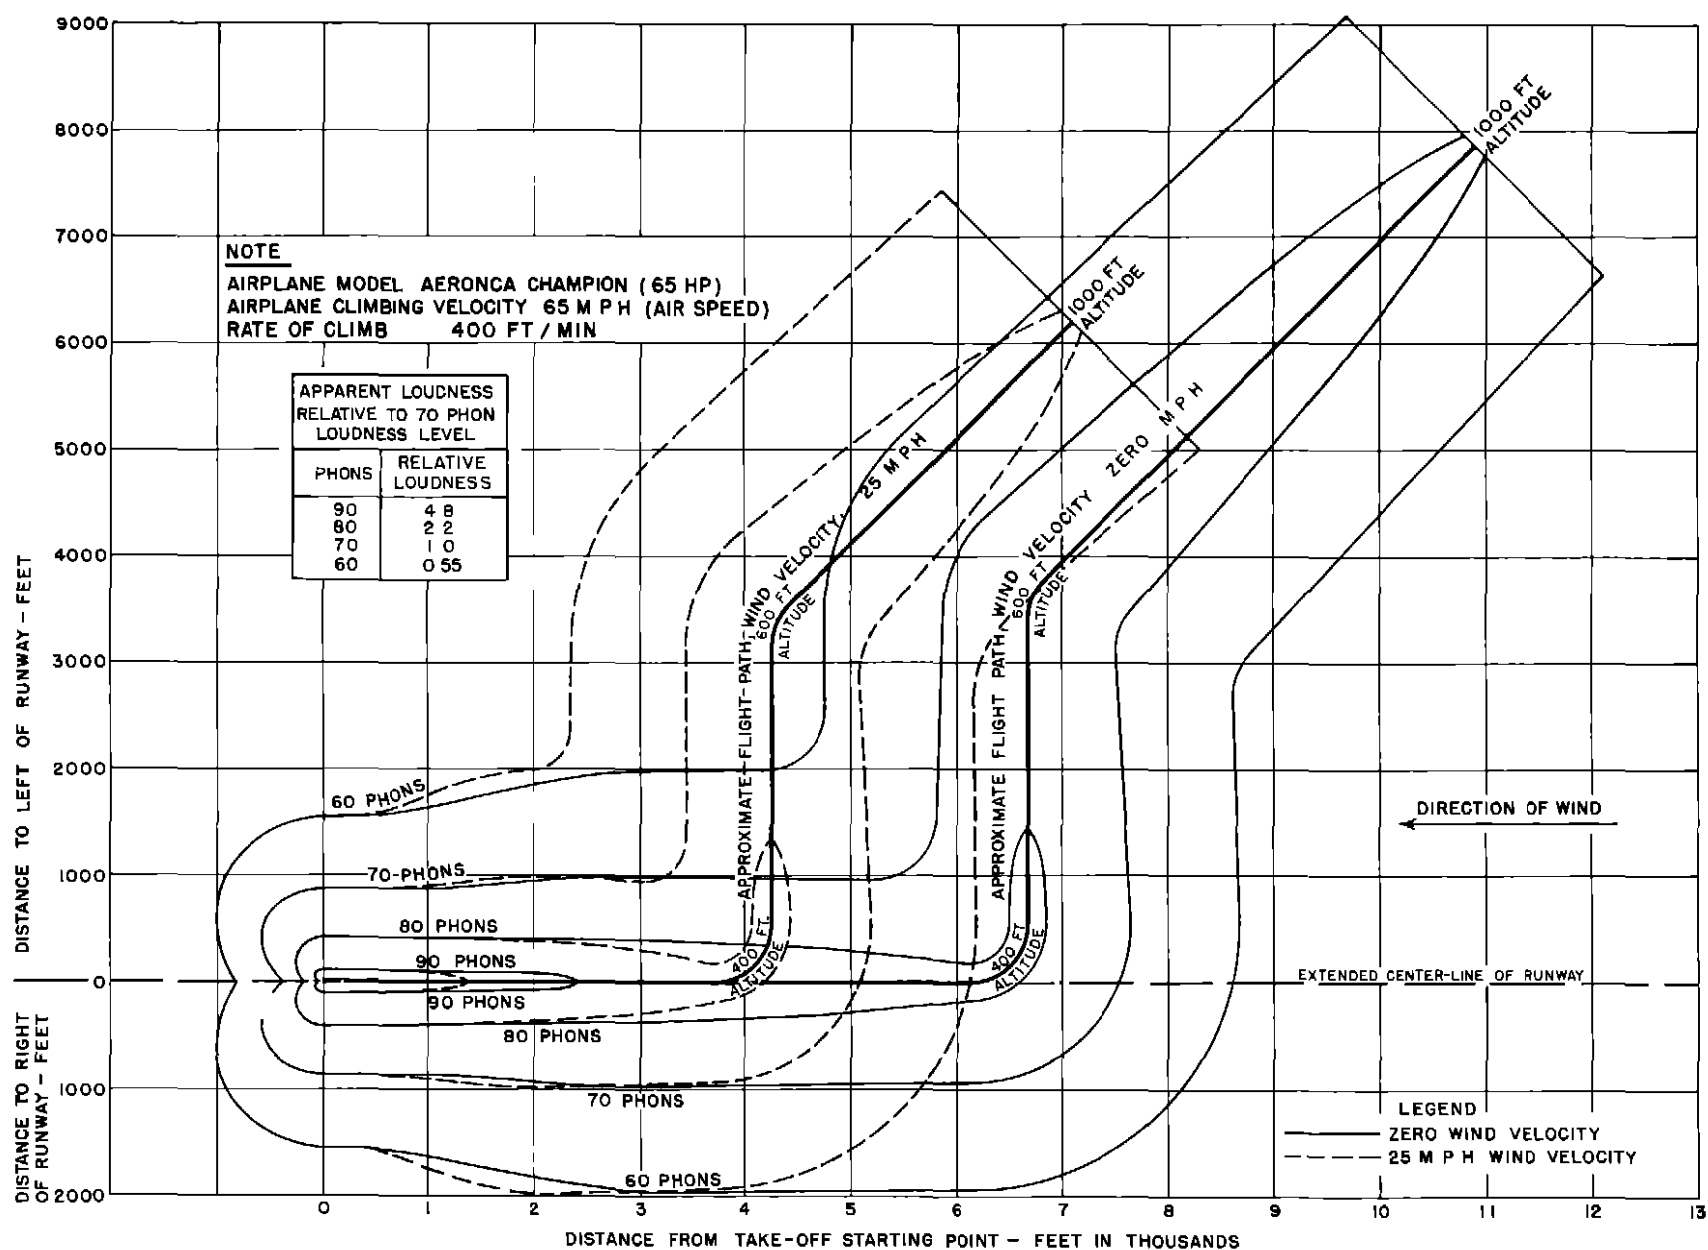 9000
8000
7000
6000
5000
4000
3000
2000
1000
0
1000
2000
DISTANCE TO LEFT OF RUNWAY - FEET
DISTANCE TO RIGHT
OF RUNWAY - FEET
NOTE
AIRPLANE MODEL AERONCA CHAMPION (65 HP)
AIRPLANE CLIMBING VELOCITY 65 M P H (AIR SPEED)
RATE OF CLIMB 400 FT / MIN
APPARENT LOUDNESS
RELATIVE TO 70 PHON
LOUDNESS LEVEL
PHONS RELATIVE LOUDNESS
90 4 8
80 2 2
70 1 0
60 0 55
1000 FT
ALTITUDE
1000 FT
ALTITUDE
APPROXIMATE-FLIGHT-PATH-WIND VELOCITY, 25 M P H
600 FT
ALTITUDE
APPROXIMATE FLIGHT PATH, WIND VELOCITY ZERO M P H
600 FT
ALTITUDE
60 PHONS
70-PHONS
80 PHONS
90 PHONS
90 PHONS
80 PHONS
70 PHONS
60 PHONS
400 FT.
ALTITUDE
400 FT
ALTITUDE
DIRECTION OF WIND
EXTENDED CENTER-LINE OF RUNWAY
LEGEND
ZERO WIND VELOCITY
25 M P H WIND VELOCITY
0 1 2 3 4 5 6 7 8 9 10 11 12 13
DISTANCE FROM TAKE-OFF STARTING POINT - FEET IN THOUSANDS